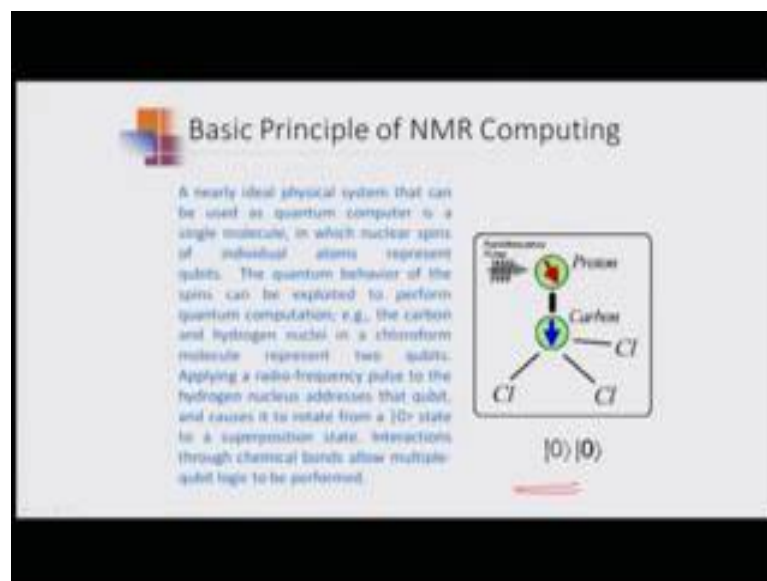 Basic Principle of NMR Computing
A nearly ideal physical system that can
be used as quantum computer is a
single molecule, in which nuclear spins
of individual atoms represent
qubits. The quantum behavior of the
spins can be exploited to perform
quantum computation; e.g., the carbon
and hydrogen nuclei in a chloroform
molecule represent two qubits.
Applying a radio-frequency pulse to the
hydrogen nucleus addresses that qubit,
and causes it to rotate from a |0> state
to a superposition state. Interactions
through chemical bonds allow multiple-
qubit logic to be performed.
Radiofrequency
Pulse
Proton
Carbon
Cl
Cl
Cl
|0⟩|0⟩